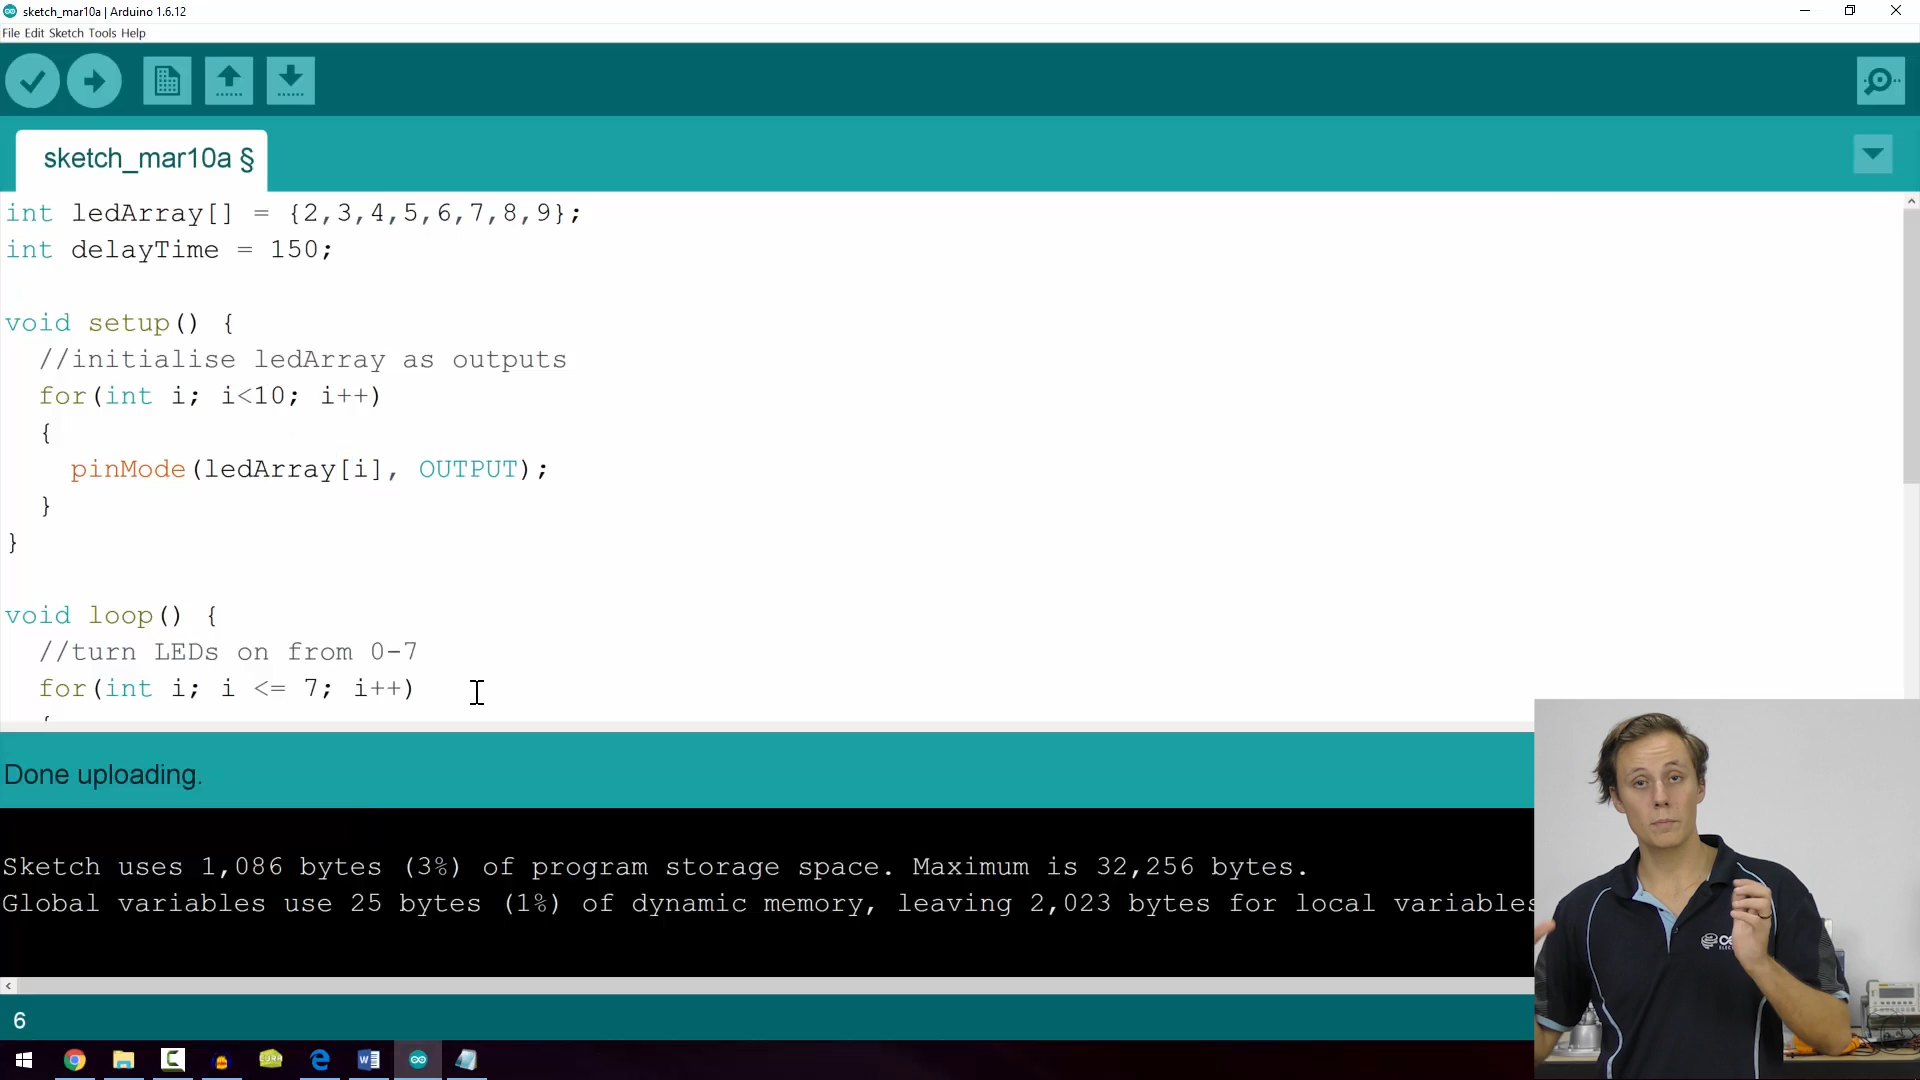 sketch_mar10a | Arduino 1.6.12
File Edit Sketch Tools Help
sketch_mar10a §
int ledArray[] = {2,3,4,5,6,7,8,9};
int delayTime = 150;
void setup() {
//initialise ledArray as outputs
for(int i; i<10; i++)
{
pinMode(ledArray[i], OUTPUT);
}
}
void loop() {
//turn LEDs on from 0-7
for(int i; i <= 7; i++)
{
Done uploading.
Sketch uses 1,086 bytes (3%) of program storage space. Maximum is 32,256 bytes.
Global variables use 25 bytes (1%) of dynamic memory, leaving 2,023 bytes for local variables
6